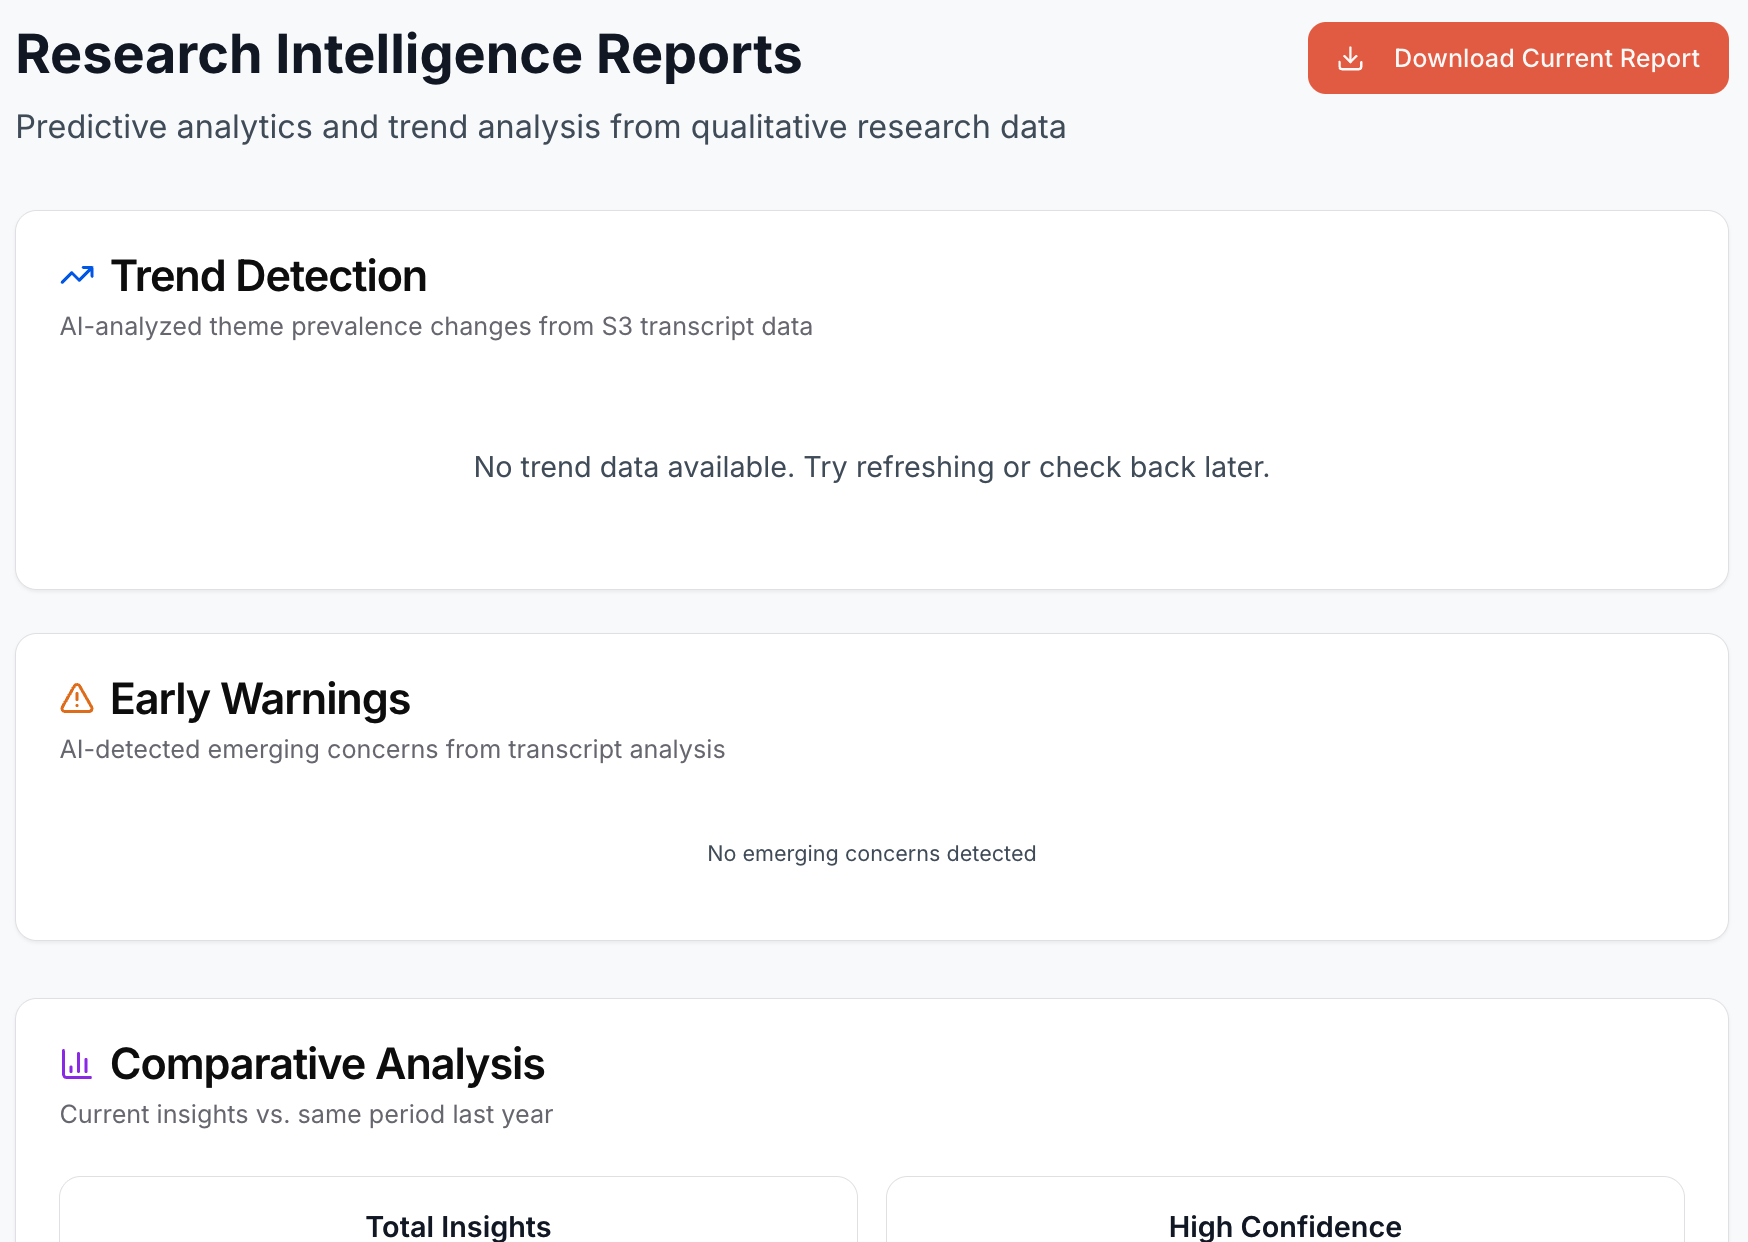 Research Intelligence Reports
Download Current Report
Predictive analytics and trend analysis from qualitative research data
Trend Detection
AI-analyzed theme prevalence changes from S3 transcript data
No trend data available. Try refreshing or check back later.
Early Warnings
AI-detected emerging concerns from transcript analysis
No emerging concerns detected
Comparative Analysis
Current insights vs. same period last year
Total Insights
High Confidence